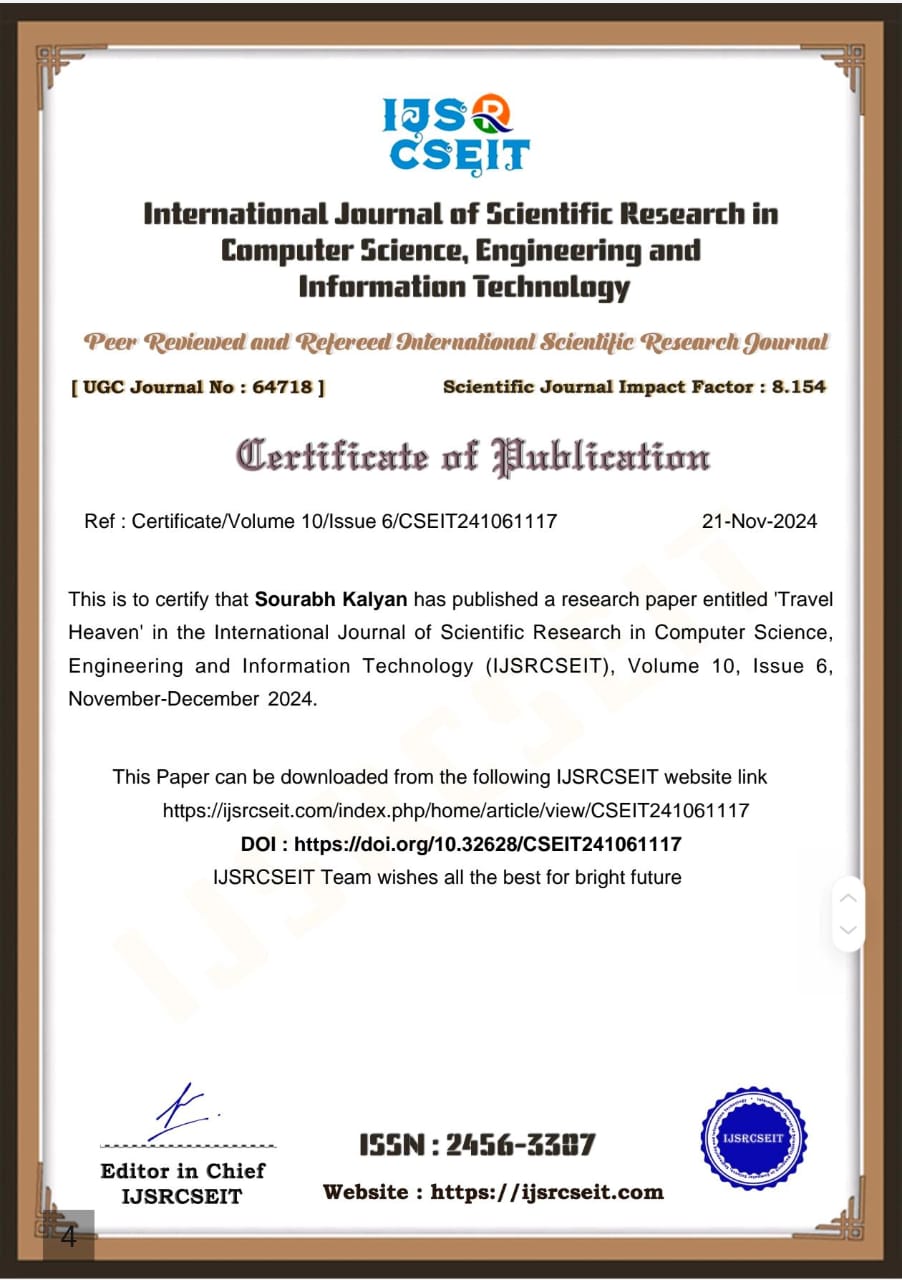 IJSR
CSEIT
International Journal of Scientific Research in
Computer Science, Engineering and
Information Technology
Peer Reviewed and Refereed International Scientific Research Journal
[ UGC Journal No : 64718 ] Scientific Journal Impact Factor : 8.154
Certificate of Publication
Ref : Certificate/Volume 10/Issue 6/CSEIT241061117 21-Nov-2024
This is to certify that Sourabh Kalyan has published a research paper entitled 'Travel
Heaven' in the International Journal of Scientific Research in Computer Science,
Engineering and Information Technology (IJSRCSEIT), Volume 10, Issue 6,
November-December 2024.
This Paper can be downloaded from the following IJSRCSEIT website link
https://ijsrcseit.com/index.php/home/article/view/CSEIT241061117
DOI : https://doi.org/10.32628/CSEIT241061117
IJSRCSEIT Team wishes all the best for bright future
IJSRCSEIT
Editor in Chief
IJSRCSEIT
ISSN : 2456-3307
Website : https://ijsrcseit.com
IJSRCSEIT
4